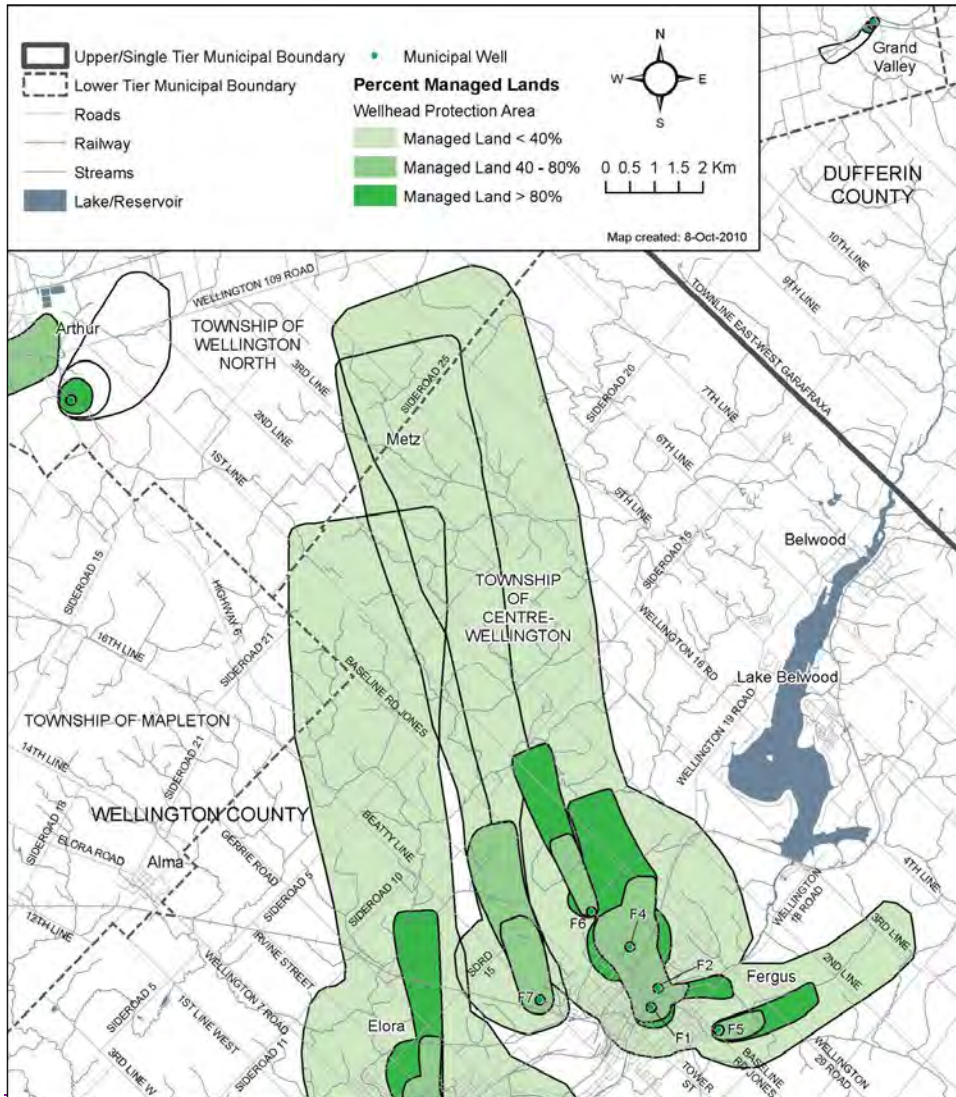 Upper/Single Tier Municipal Boundary
Lower Tier Municipal Boundary
Roads
Railway
Streams
Lake/Reservoir
Municipal Well
Percent Managed Lands
Wellhead Protection Area
Managed Land < 40%
Managed Land 40 - 80%
Managed Land > 80%
N
W
E
S
0 0.5 1 2 Km
Map created: 8-Oct-2010
Grand
Valley
DUFFERIN
COUNTY
10TH LINE
9TH LINE
WELLINGTON 109 ROAD
Arthur
TOWNSHIP OF
WELLINGTON
NORTH
3RD LINE
2ND LINE
1ST LINE
SIDEROAD 25
Metz
SIDEROAD 20
TOWNLINE EAST-WEST GARAFRAXA
7TH LINE
6TH LINE
5TH LINE
SIDEROAD 15
Belwood
SIDEROAD 15
HIGHWAY 6
16TH LINE
SIDEROAD 21
TOWNSHIP
OF
CENTRE-
WELLINGTON
WELLINGTON 16 RD
Lake Belwood
WELLINGTON 19 ROAD
BASELINE RD JONES
TOWNSHIP OF MAPLETON
14TH LINE
SIDEROAD 21
WELLINGTON COUNTY
SIDEROAD 18
ELORA ROAD
Alma
GERRIE ROAD
BEATTY LINE
SIDEROAD 5
SIDEROAD 10
12TH LINE
IRVINE STREET
WELLINGTON 7 ROAD
SIDEROAD 5
1ST LINE WEST
3RD LINE W
SIDEROAD 11
Elora
SDRD
15
F7
F6
F4
F2
F1
F5
Fergus
4TH LINE
WELLINGTON
18 ROAD
3RD LINE
2ND LINE
TOWER
ST
BASELINE
RD JONES
WELLINGTON
29 ROAD